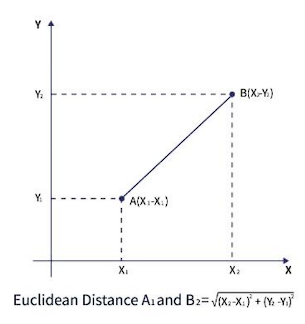 Y
Y₂
B(X₂-Y₂)
Y₁
A(X₁-X₁)
X₁
X₂
X
Euclidean Distance A₁ and B₂=√(X₂-X₁)²+(Y₂-Y₁)²